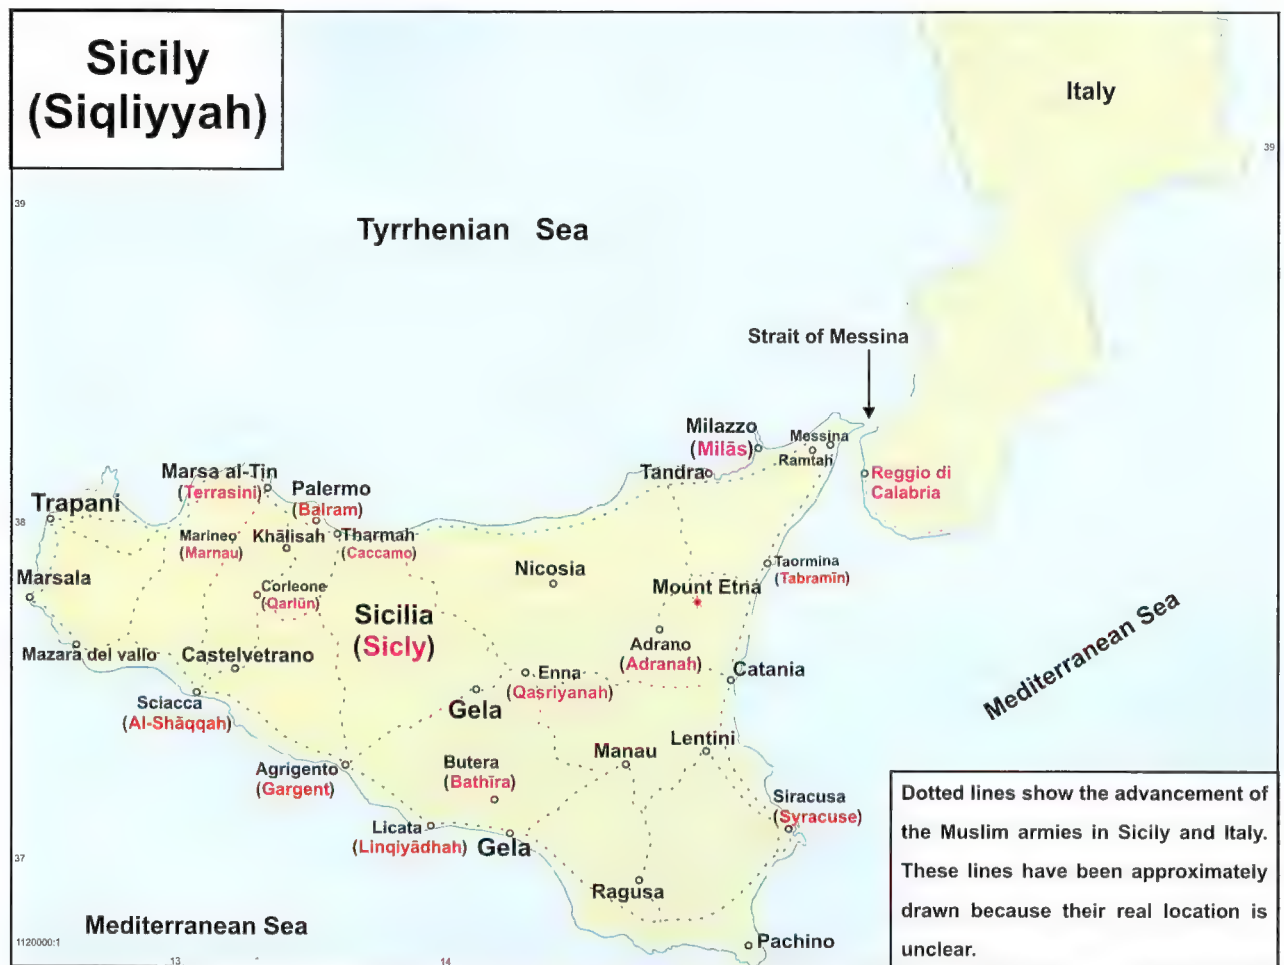 Sicily
(Siqliyyah)
Italy
39
39
Tyrrhenian Sea
Strait of Messina
Milazzo
(Milās)
Messina
Ramtah
Tandra
Reggio di
Calabria
Marsa al-Ṭin
(Terrasini)
Palermo
(Balram)
Trapani
38
38
Marineo
(Marnau)
Khālisah
Tharmah
(Caccamo)
Taormina
(Tabramīn)
Marsala
Nicosia
Mount Etna
Corleone
(Qarlūn)
Sicilia
(Sicly)
Mediterranean Sea
Adrano
(Adranah)
Mazara del vallo
Castelvetrano
Enna
(Qaṣriyanah)
Catania
Sciacca
(Al-Shāqqah)
Gela
Lentini
Manau
Agrigento
(Gargent)
Butera
(Bathīra)
Siracusa
(Syracuse)
Licata
(Linqiyādhah)
Gela
37
Ragusa
Mediterranean Sea
Pachino
1120000:1
13
14
Dotted lines show the advancement of
the Muslim armies in Sicily and Italy.
These lines have been approximately
drawn because their real location is
unclear.